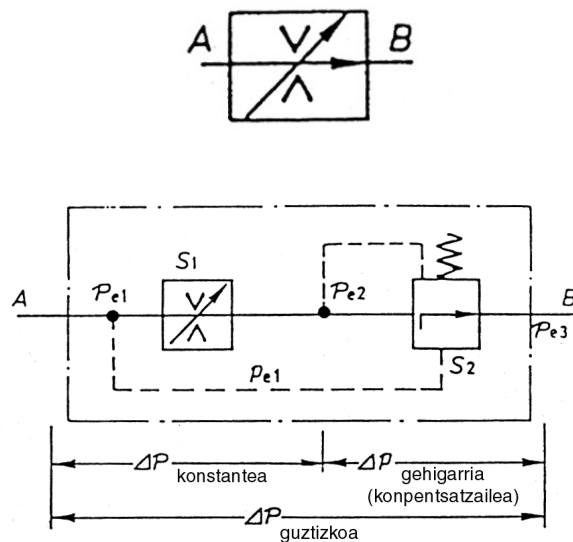 A B
S1
A Pe1 Pe2 B
Pe3
S2
Pe1
ΔP konstantea ΔP gehigarria
(konpentsatzailea)
ΔP
guztizkoa